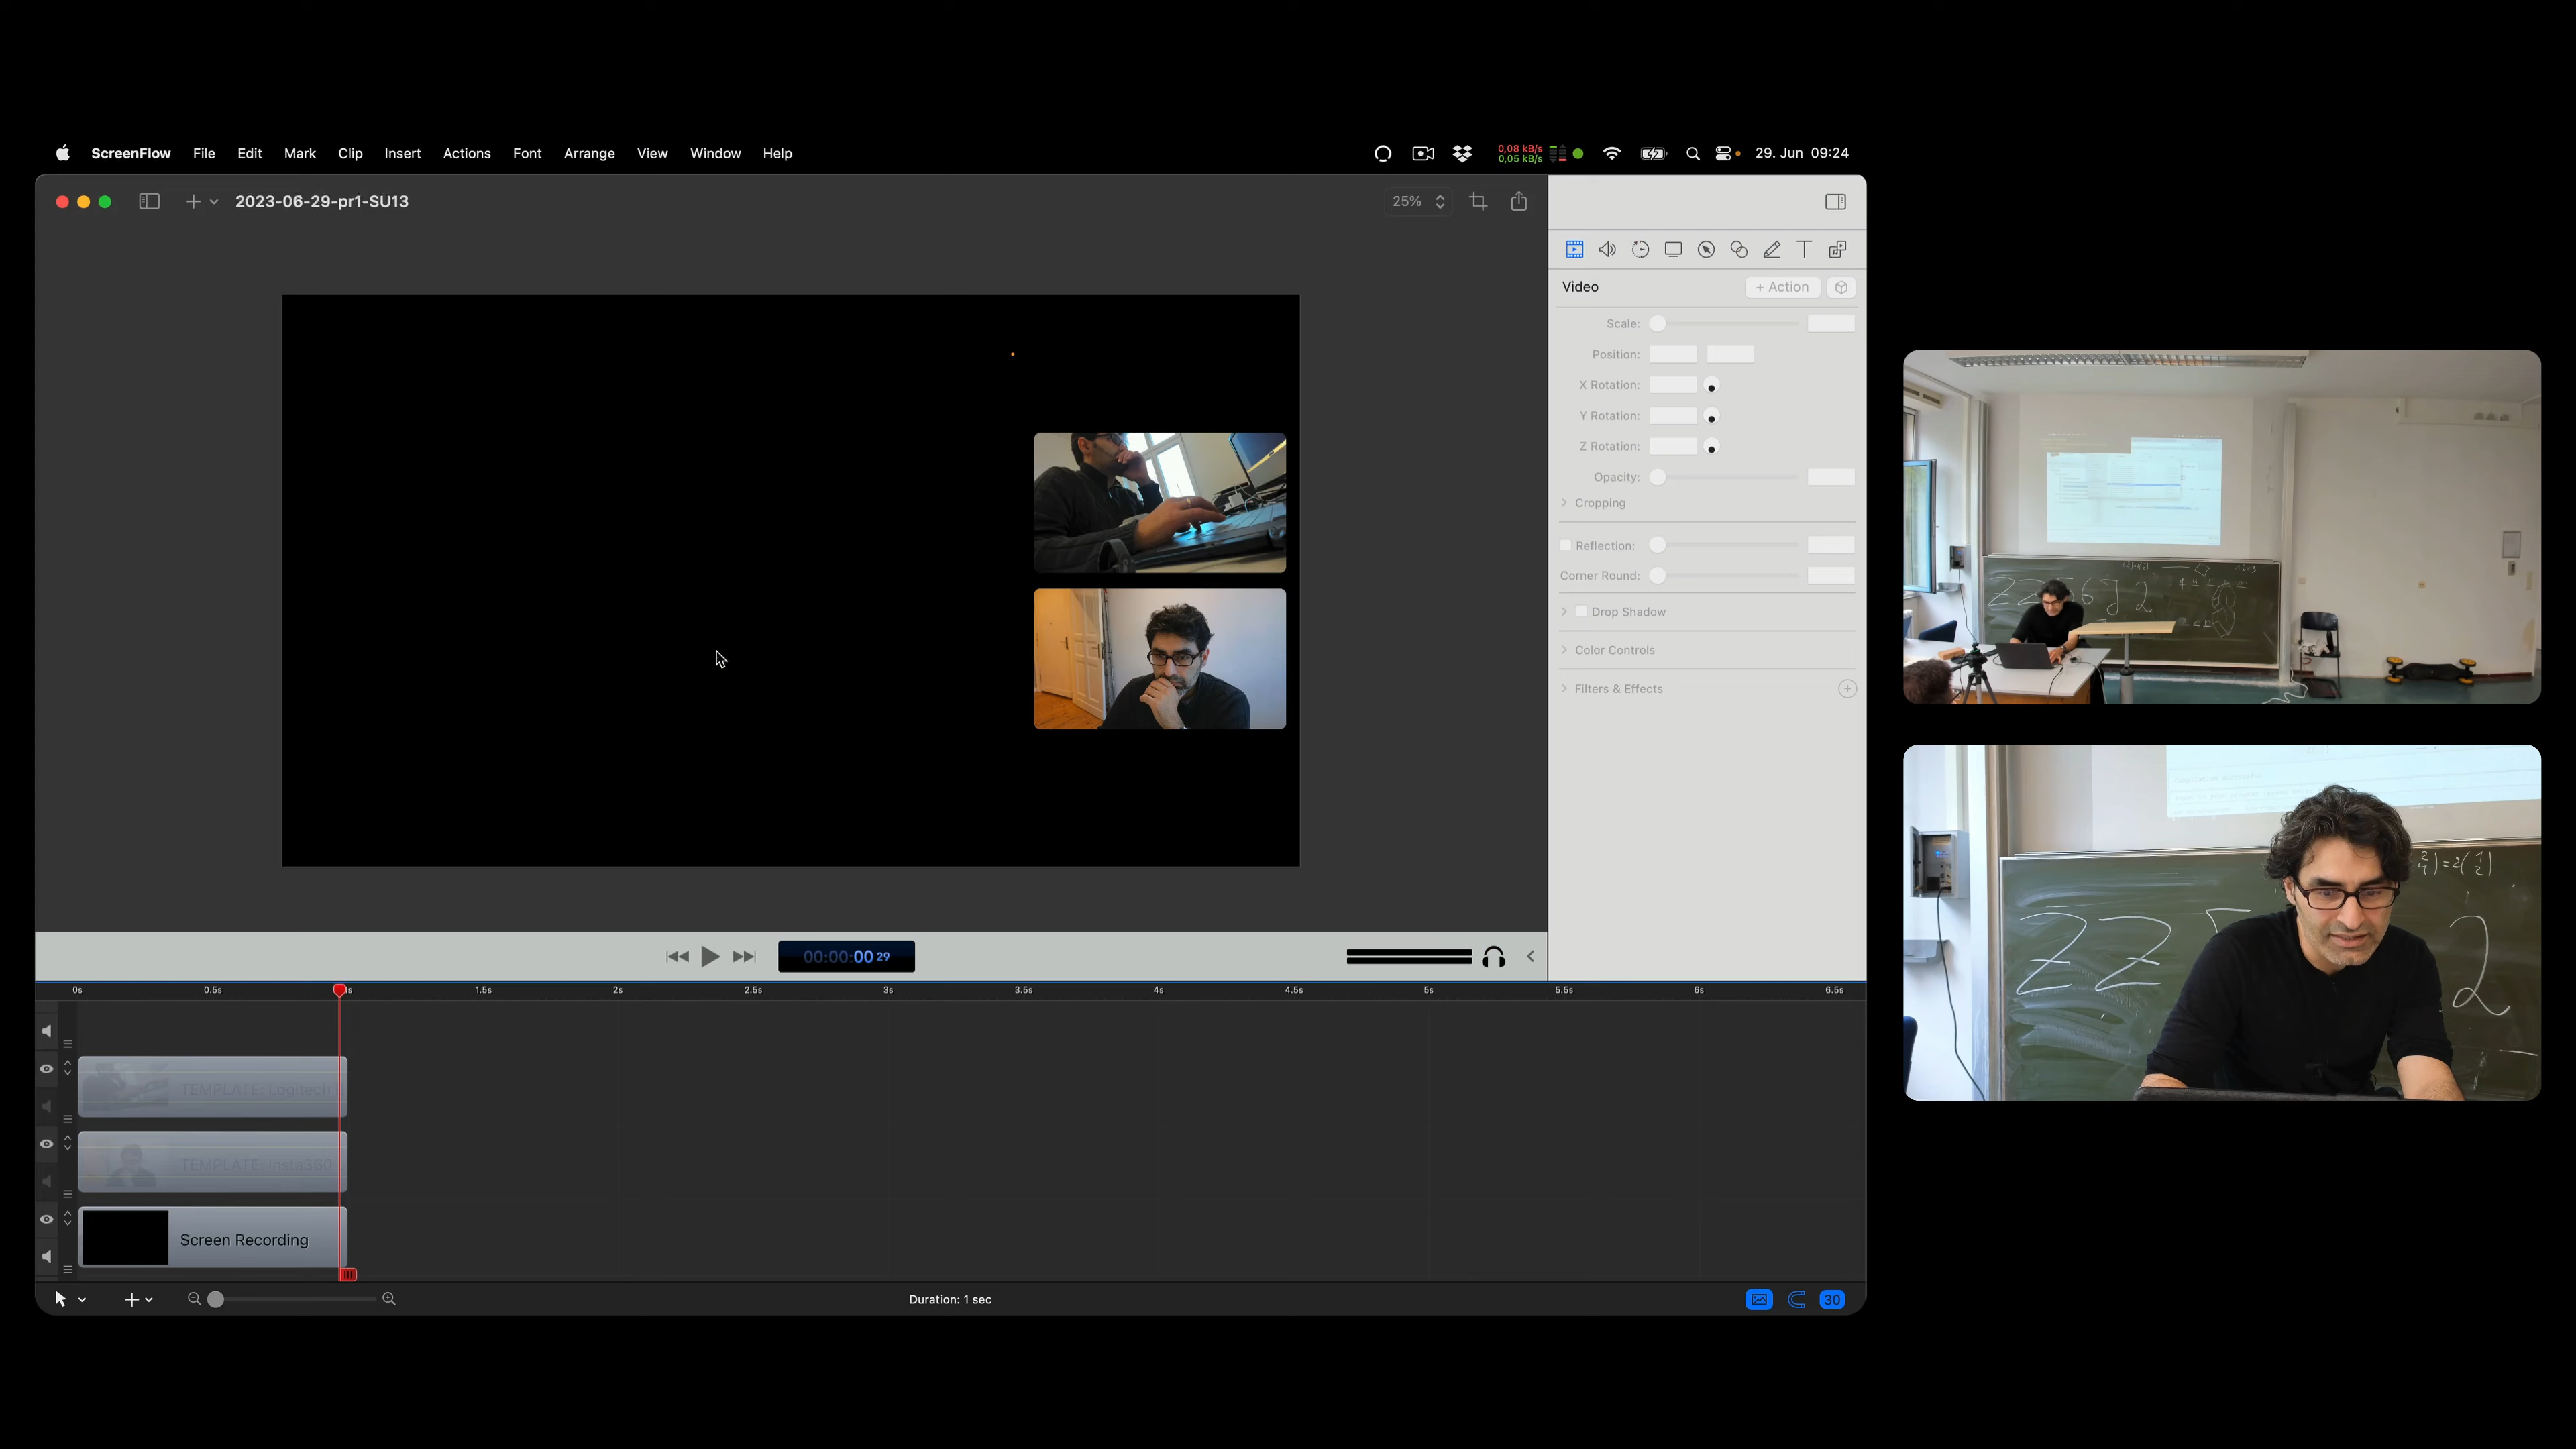 ScreenFlow File Edit Mark Clip Insert Actions Font Arrange View Window Help
0,08 kB/s
0,05 kB/s
29. Jun 09:24
2023-06-29-pr1-SU13
25%
Video
+ Action
Scale:
Position:
X Rotation:
Y Rotation:
Z Rotation:
Opacity:
Cropping
Reflection:
Corner Round:
Drop Shadow
Color Controls
Filters & Effects
00:00:00 29
0s 0.5s 1s 1.5s 2s 2.5s 3s 3.5s 4s 4.5s 5s 5.5s 6s 6.5s
TEMPLATE: Logitech
TEMPLATE: Insta360
Screen Recording
Duration: 1 sec
30
ZZ
2